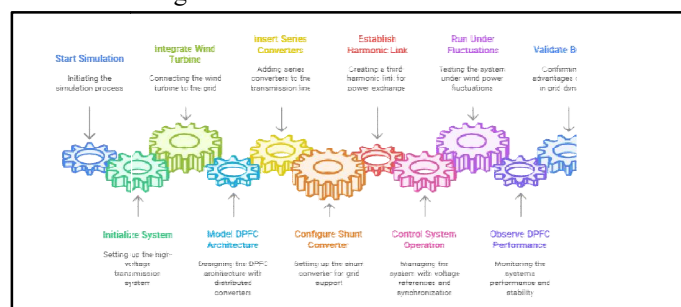 Start Simulation
Initiating the
simulation process
Integrate Wind
Turbine
Connecting the wind
turbine to the grid
Insert Series
Converters
Adding series
converters to the
transmission line
Establish
Harmonic Link
Creating a third
harmonic link for
power exchange
Run Under
Fluctuations
Testing the system
under wind power
fluctuations
Validate B
Confirmin
advantages
in grid dyn
Initialize System
Setting up the high-
voltage
transmission
system
Model DPFC
Architecture
Designing the DPFC
architecture with
distributed
converters
Configure Shunt
Converter
Setting up the shunt
converter for grid
support
Control System
Operation
Managing the
system with voltage
references and
synchronization
Observe DPFC
Performance
Monitoring the
systems
performance and
stability